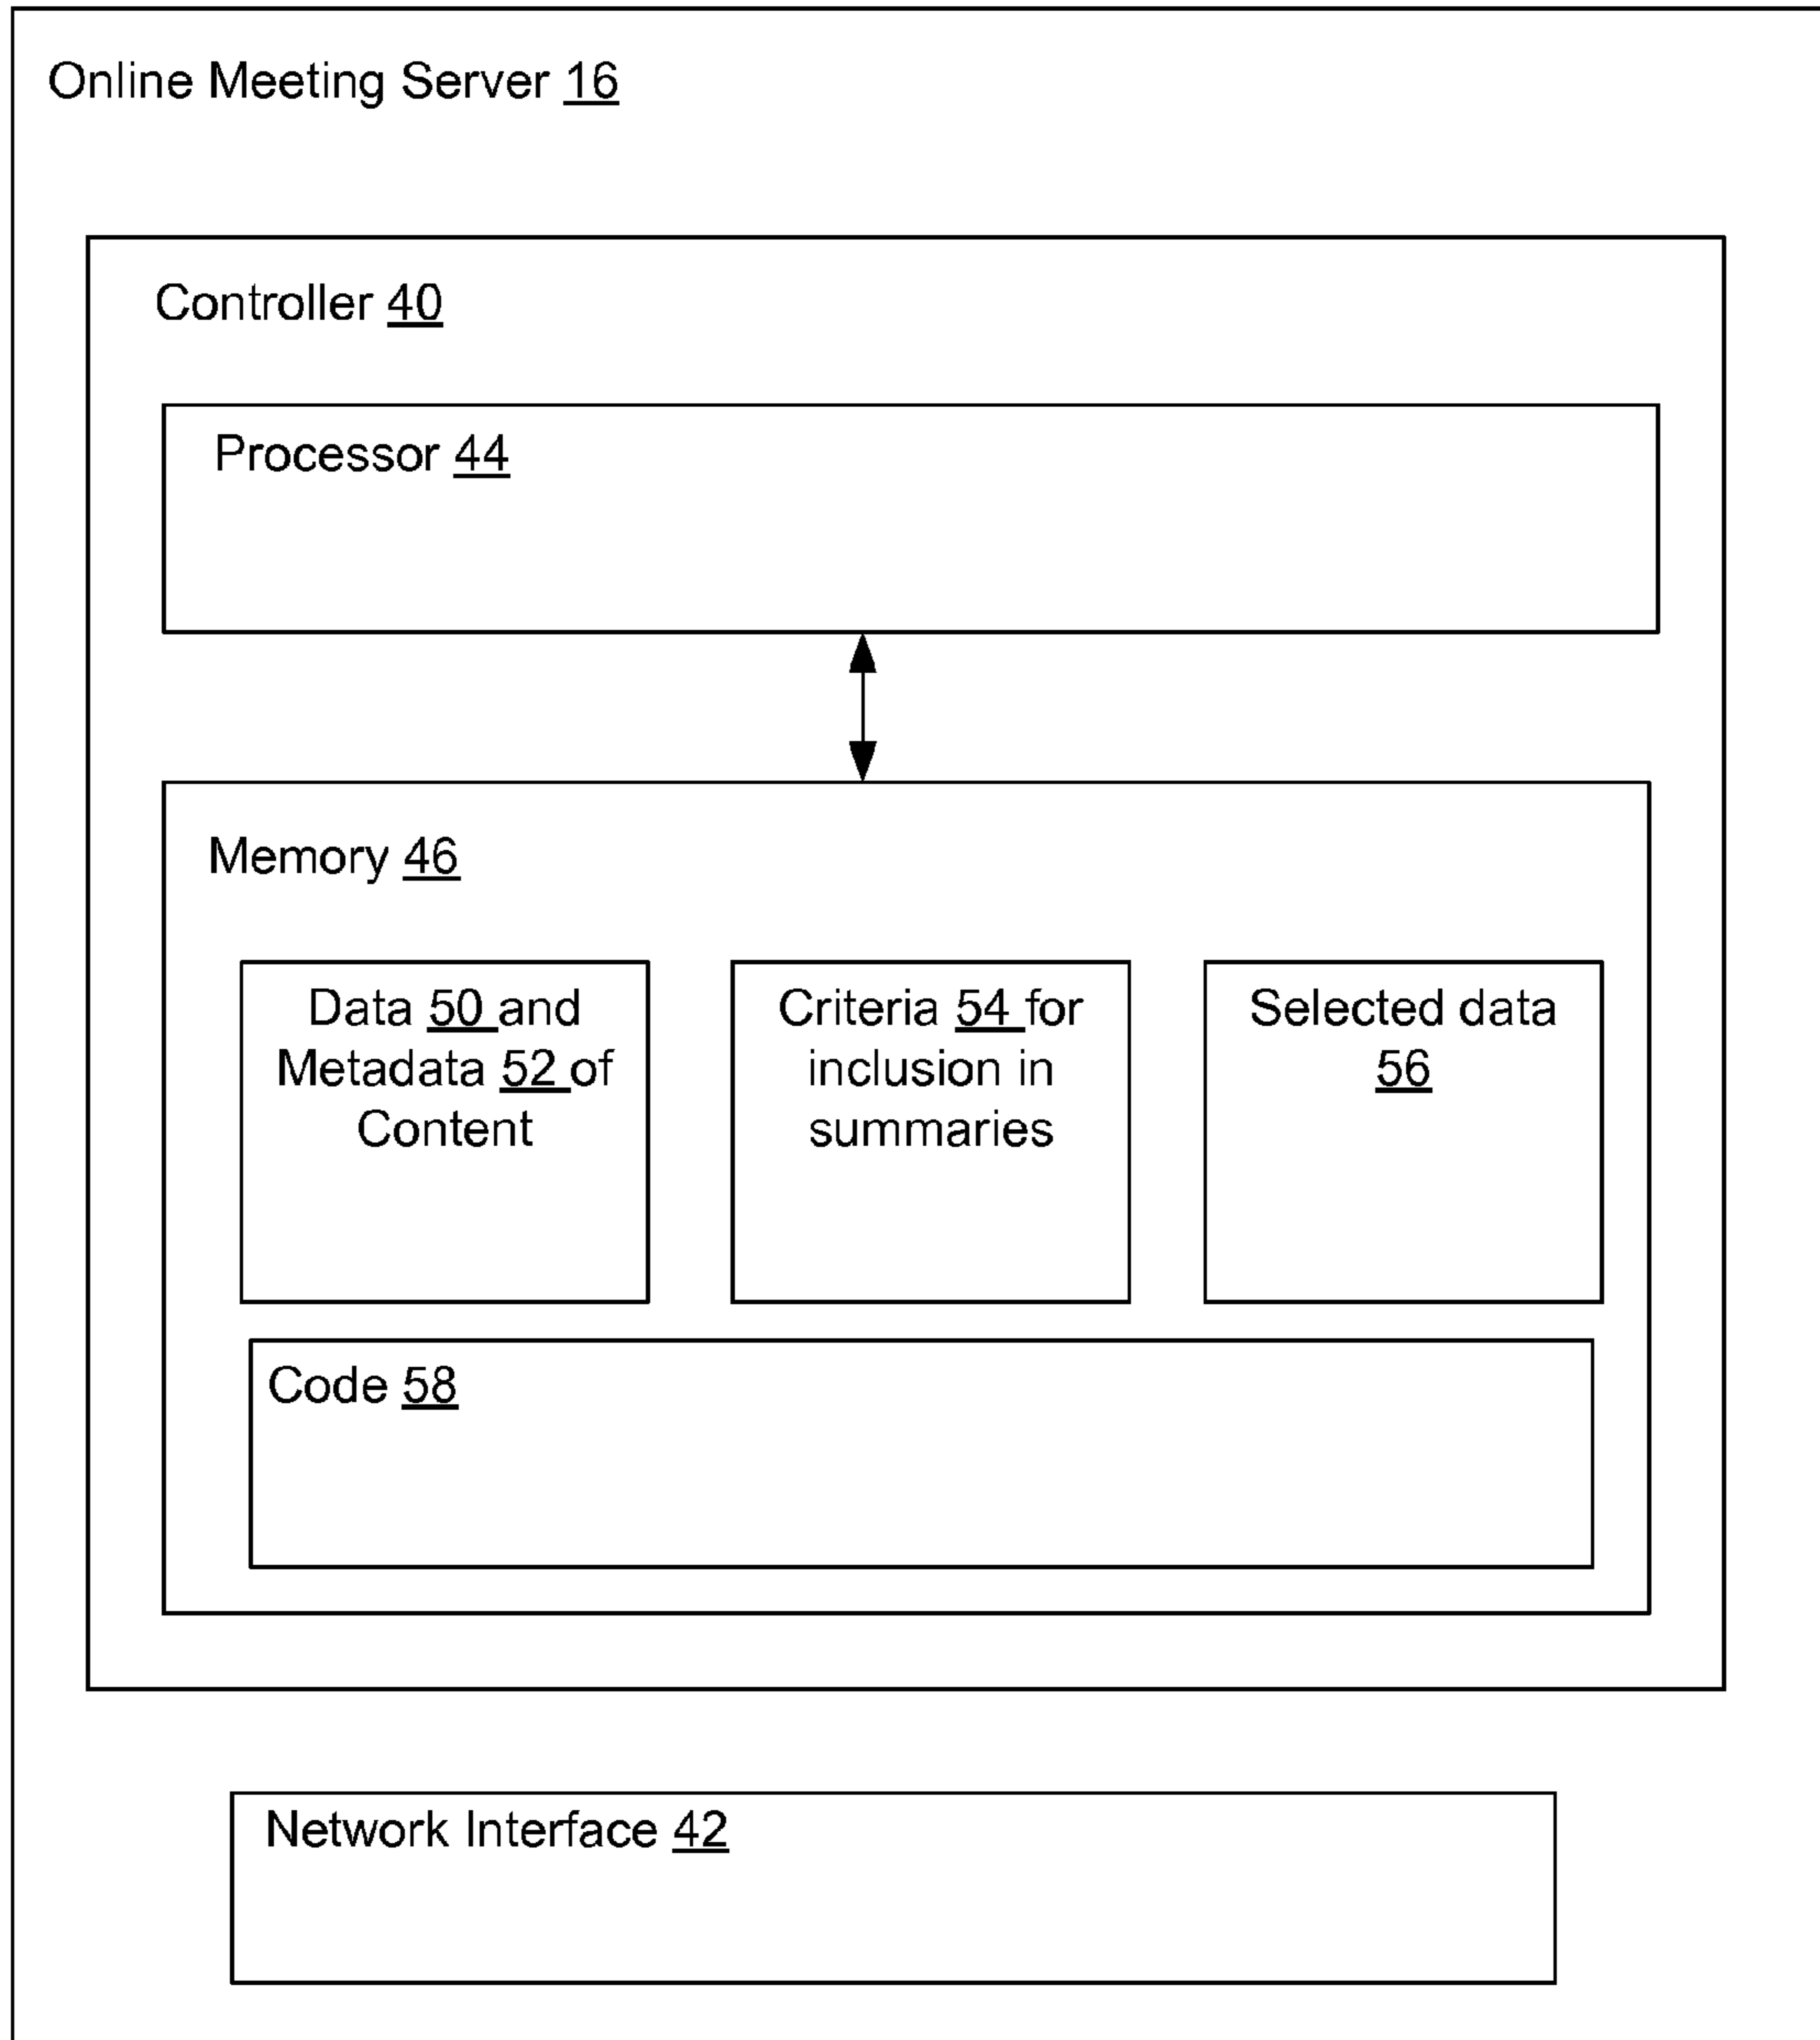 Online Meeting Server 16
Controller 40
Processor 44
Memory 46
Data 50 and
Metadata 52 of
Content
Criteria 54 for
inclusion in
summaries
Selected data
56
Code 58
Network Interface 42